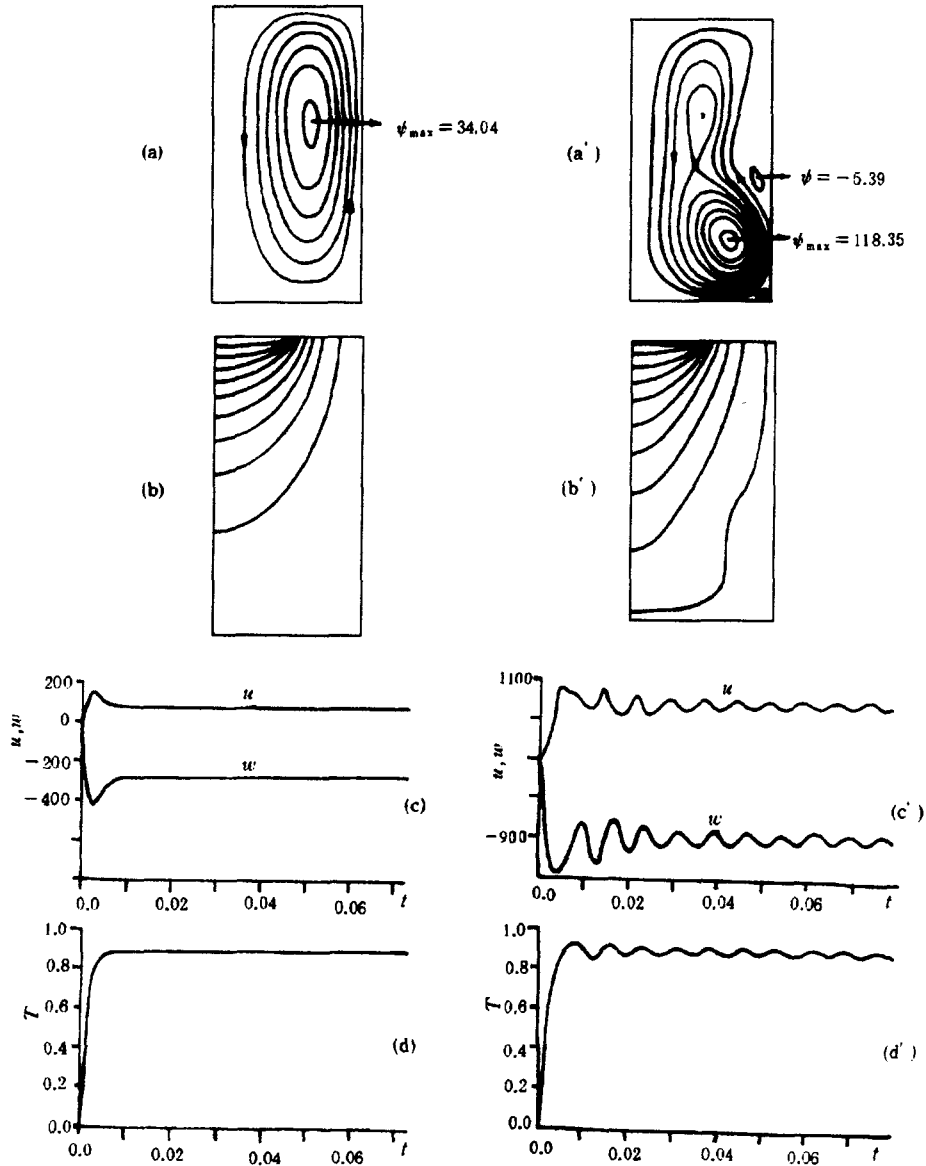 (a)
ψmax = 34.04
(a′)
ψ = −5.39
ψmax = 118.35
(b)
(b′)
200
0
−200
−400
u, w
u
w
(c)
0.0
0.02
0.04
0.06
t
1100
−900
u, w
u
w
(c′)
0.0
0.02
0.04
0.06
t
1.0
0.8
0.6
0.4
0.2
0.0
T
(d)
0.0
0.02
0.04
0.06
t
1.0
0.8
0.6
0.4
0.2
0.0
T
(d′)
0.0
0.02
0.04
0.06
t